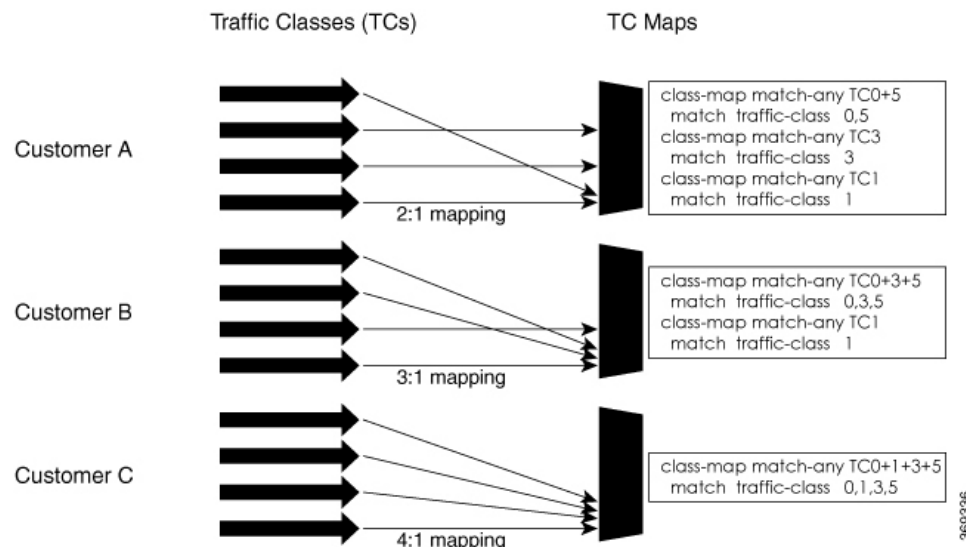 Traffic Classes (TCs)
TC Maps
Customer A
2:1 mapping
class-map match-any TC0+5
match traffic-class 0,5
class-map match-any TC3
match traffic-class 3
class-map match-any TC1
match traffic-class 1
Customer B
3:1 mapping
class-map match-any TC0+3+5
match traffic-class 0,3,5
class-map match-any TC1
match traffic-class 1
Customer C
4:1 mapping
class-map match-any TC0+1+3+5
match traffic-class 0,1,3,5
369336